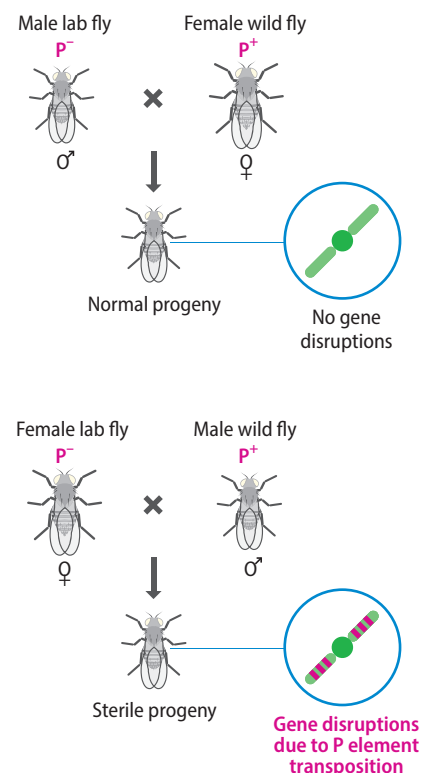 Male lab fly
Female wild fly
P⁻
P⁺
×
♂
♀
Normal progeny
No gene
disruptions
Female lab fly
Male wild fly
P⁻
P⁺
×
♀
♂
Sterile progeny
Gene disruptions
due to P element
transposition